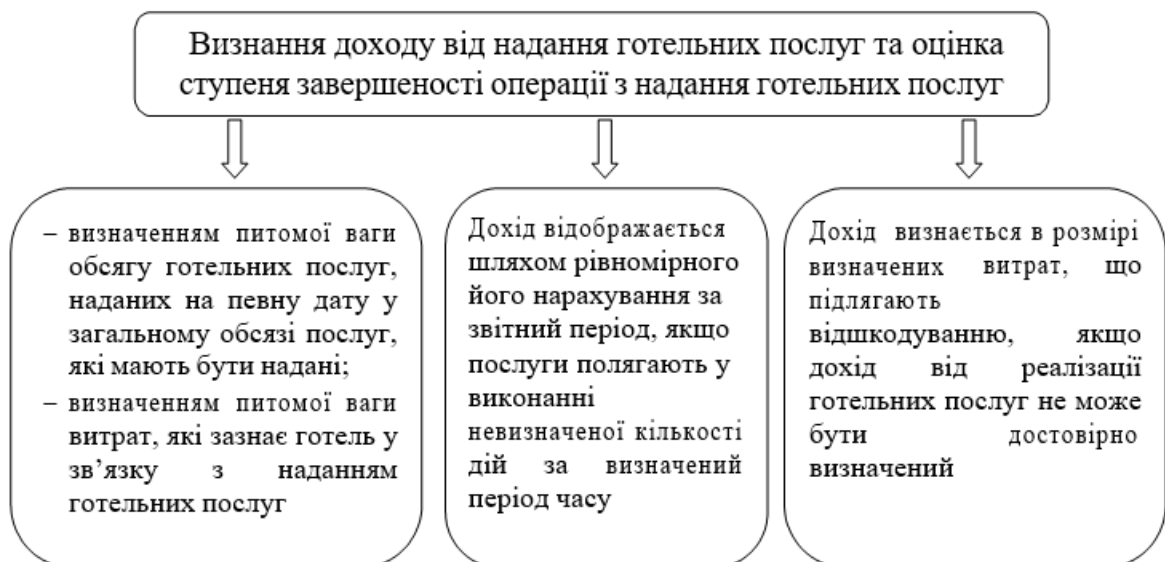 Визнання доходу від надання готельних послуг та оцінка
ступеня завершеності операції з надання готельних послуг
– визначенням питомої ваги
обсягу готельних послуг,
наданих на певну дату у
загальному обсязі послуг,
які мають бути надані;
– визначенням питомої ваги
витрат, які зазнає готель у
зв’язку з наданням
готельних послуг
Дохід відображається
шляхом рівномірного
його нарахування за
звітний період, якщо
послуги полягають у
виконанні
невизначеної кількості
дій за визначений
період часу
Дохід визнається в розмірі
визначених витрат, що
підлягають
відшкодуванню, якщо
дохід від реалізації
готельних послуг не може
бути достовірно
визначений